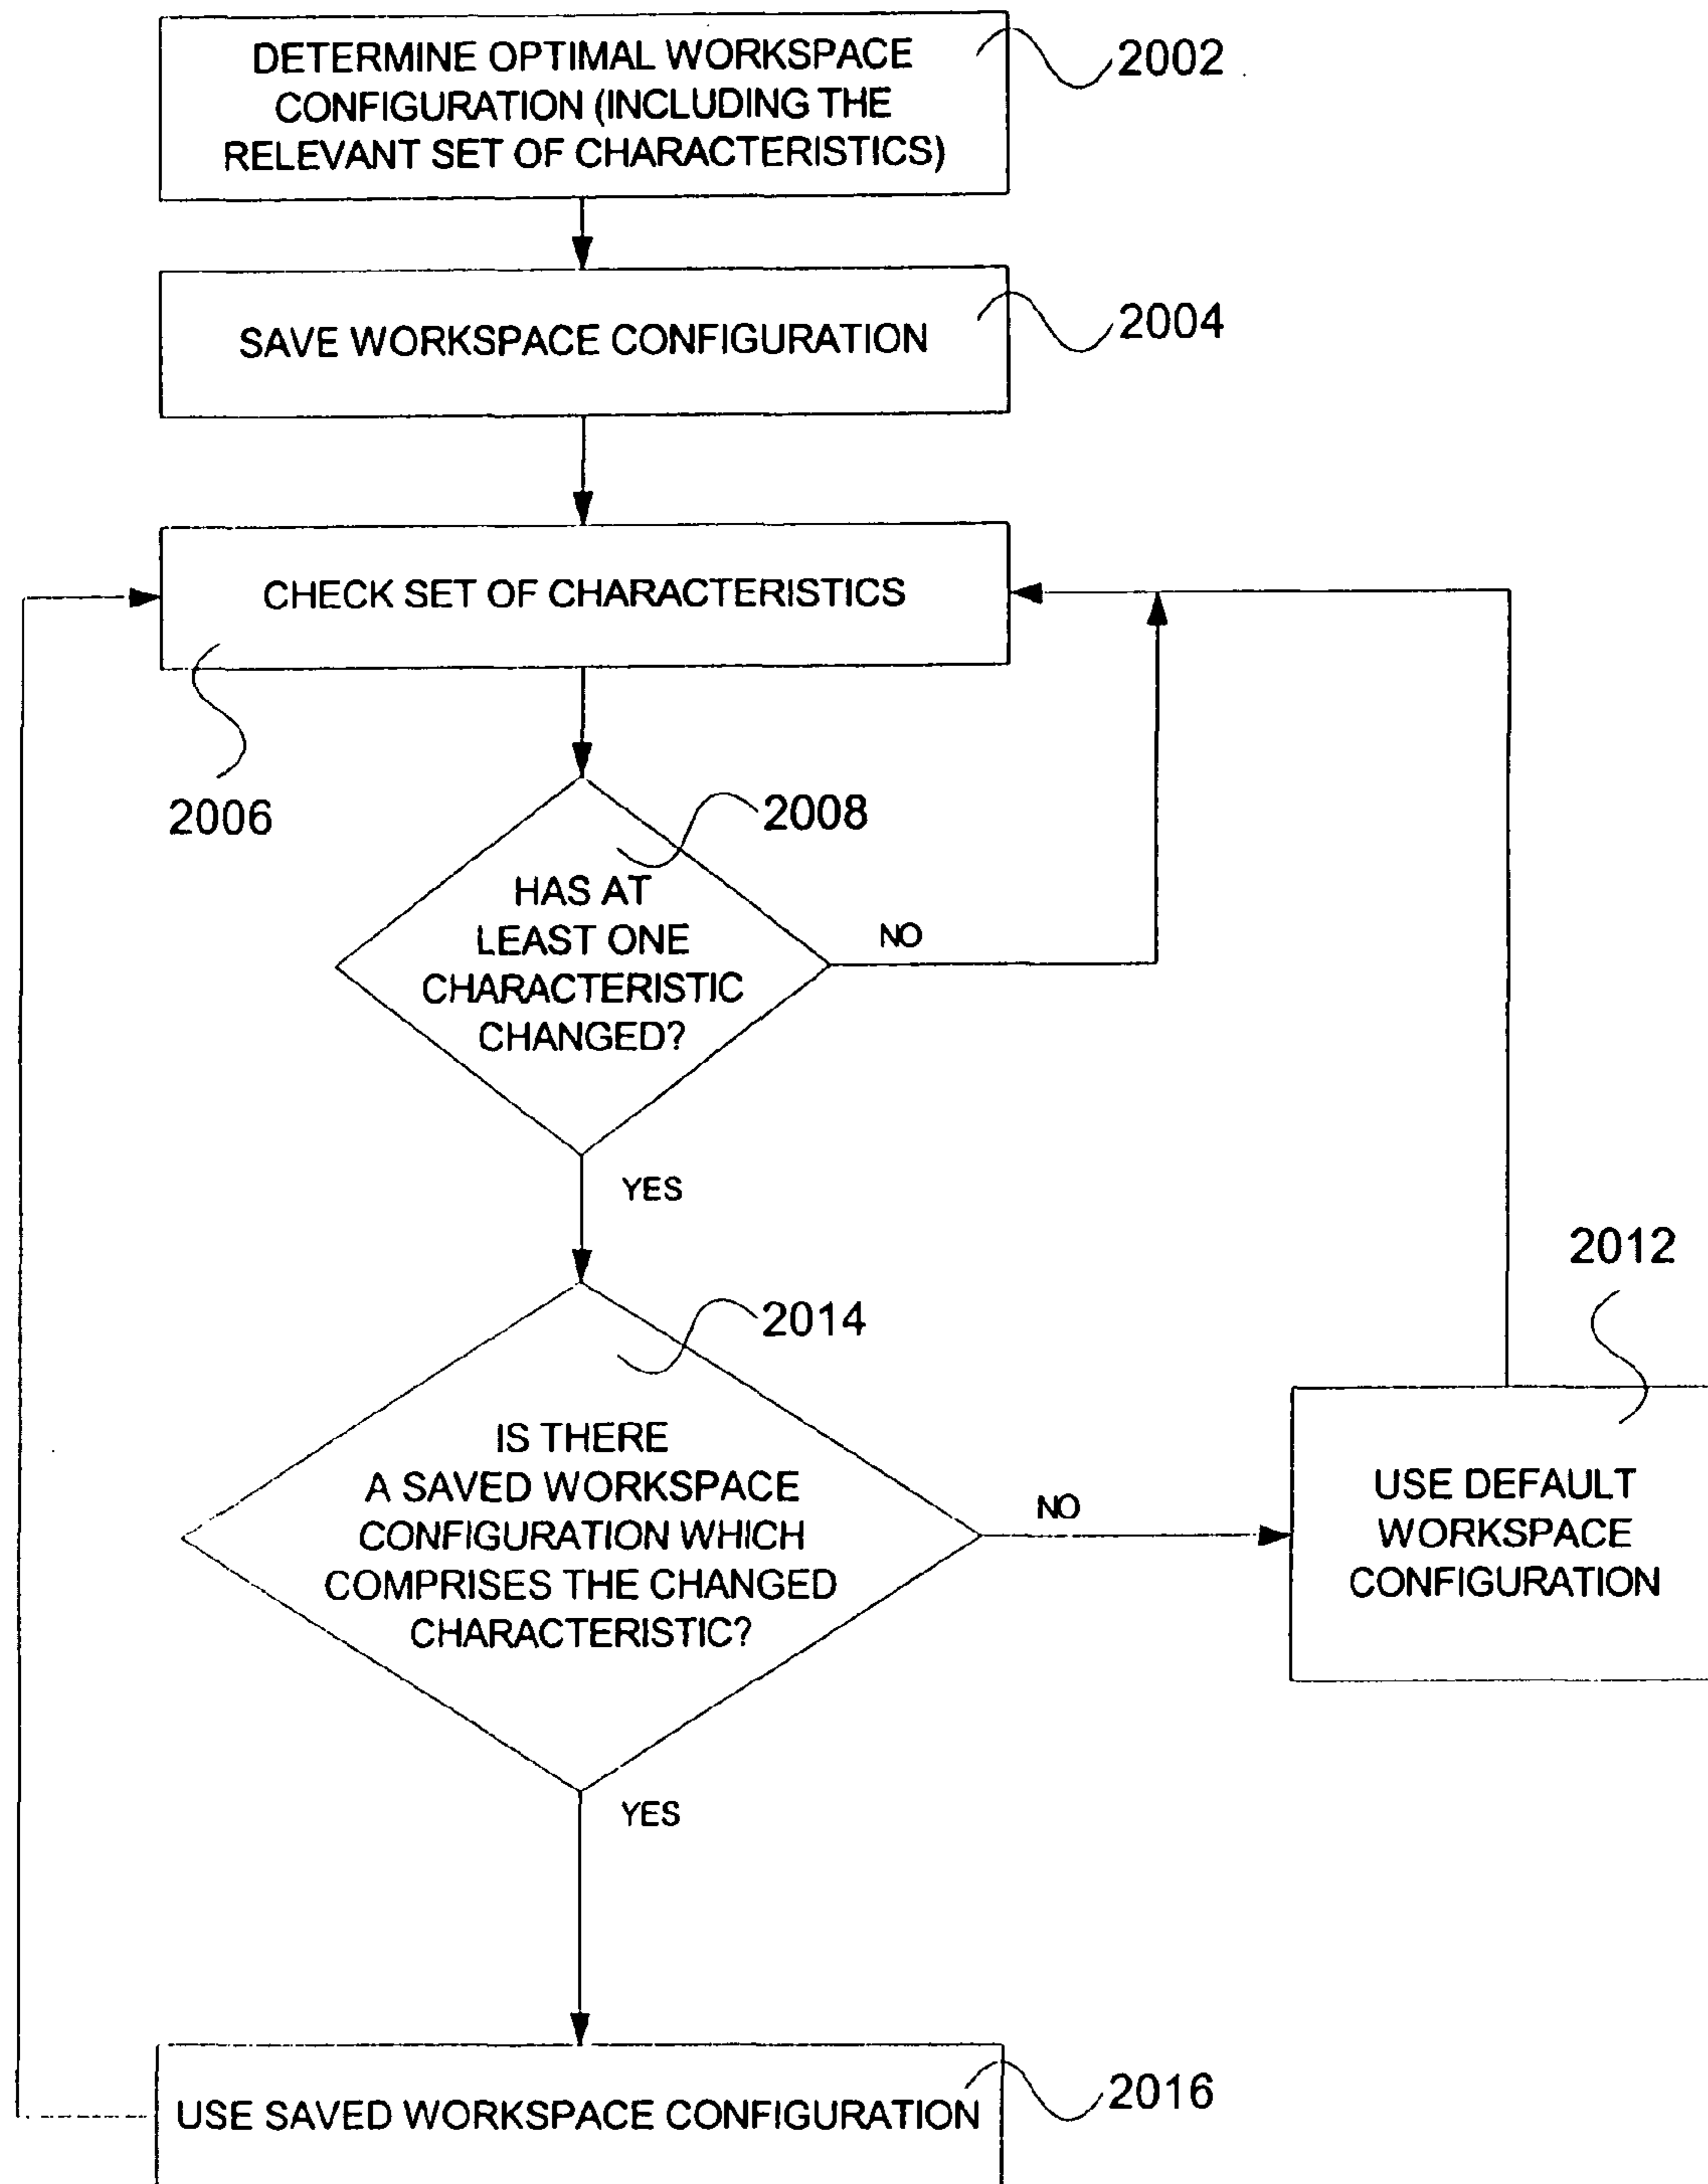 DETERMINE OPTIMAL WORKSPACE
CONFIGURATION (INCLUDING THE
RELEVANT SET OF CHARACTERISTICS)
2002
SAVE WORKSPACE CONFIGURATION
2004
CHECK SET OF CHARACTERISTICS
2006
2008
HAS AT
LEAST ONE
CHARACTERISTIC
CHANGED?
NO
YES
2014
IS THERE
A SAVED WORKSPACE
CONFIGURATION WHICH
COMPRISES THE CHANGED
CHARACTERISTIC?
NO
2012
USE DEFAULT
WORKSPACE
CONFIGURATION
YES
USE SAVED WORKSPACE CONFIGURATION
2016